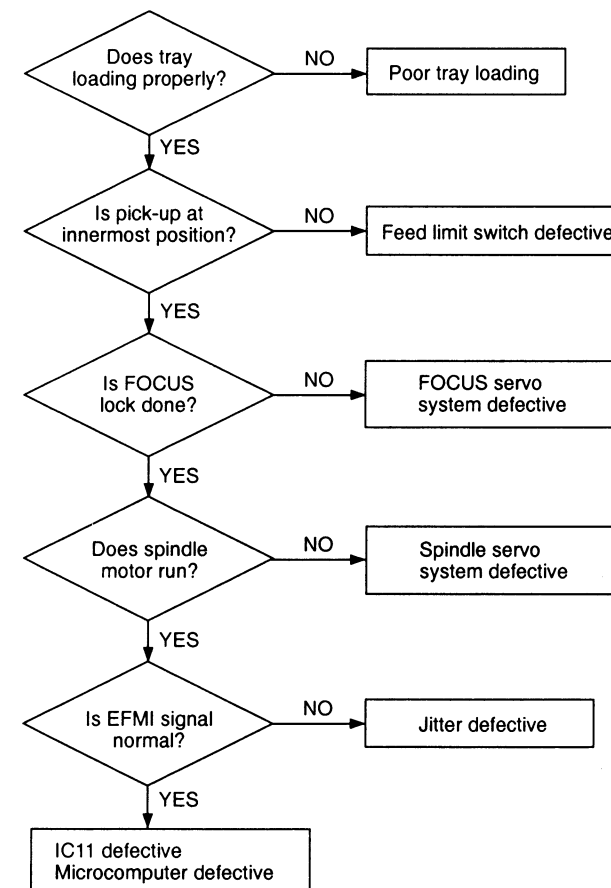 Does tray
loading properly?
NO
Poor tray loading
YES
Is pick-up at
innermost position?
NO
Feed limit switch defective
YES
Is FOCUS
lock done?
NO
FOCUS servo
system defective
YES
Does spindle
motor run?
NO
Spindle servo
system defective
YES
Is EFMI signal
normal?
NO
Jitter defective
YES
IC11 defective
Microcomputer defective